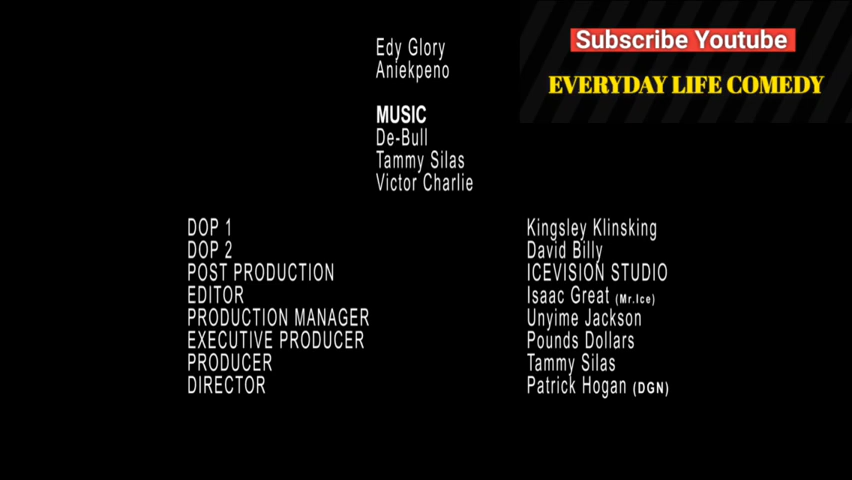 Subscribe Youtube
EVERYDAY LIFE COMEDY
Edy Glory
Aniekpeno
MUSIC
De-Bull
Tammy Silas
Victor Charlie
DOP 1 Kingsley Klinsking
DOP 2 David Billy
POST PRODUCTION ICEVISION STUDIO
EDITOR Isaac Great (Mr.Ice)
PRODUCTION MANAGER Unyime Jackson
EXECUTIVE PRODUCER Pounds Dollars
PRODUCER Tammy Silas
DIRECTOR Patrick Hogan (DGN)